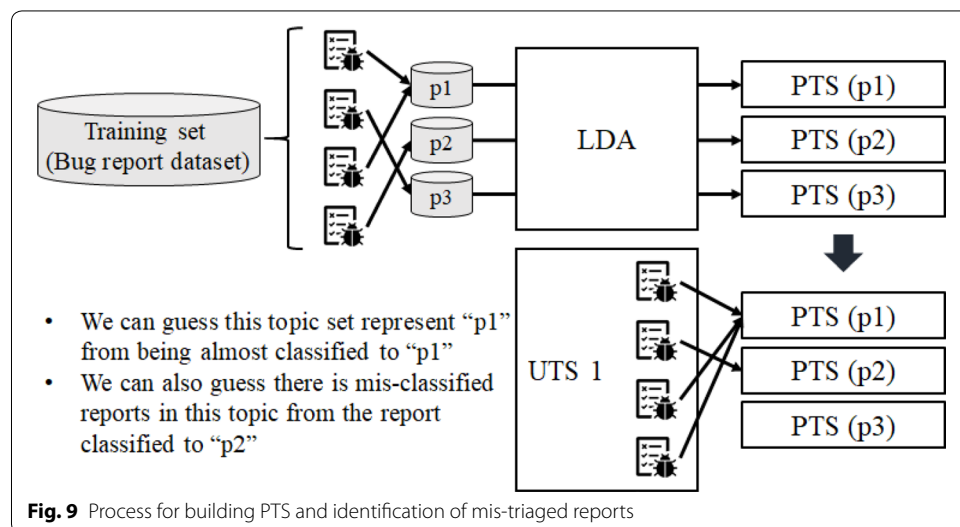 Training set
(Bug report dataset)
p1
p2
p3
LDA
PTS (p1)
PTS (p2)
PTS (p3)
UTS 1
PTS (p1)
PTS (p2)
PTS (p3)
• We can guess this topic set represent “p1”
from being almost classified to “p1”
• We can also guess there is mis-classified
reports in this topic from the report
classified to “p2”
Fig. 9 Process for building PTS and identification of mis-triaged reports